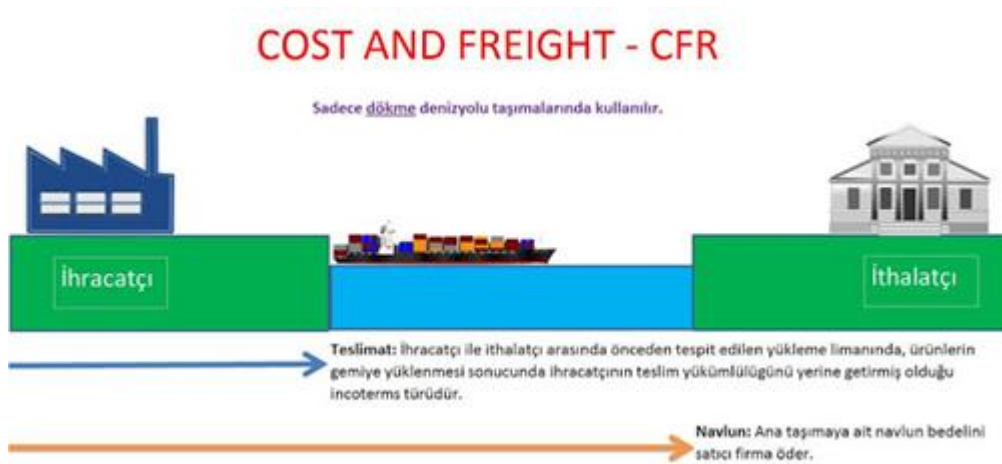 COST AND FREIGHT - CFR
Sadece dökme denizyolu taşımalarında kullanılır.
İhracatçı
İthalatçı
Teslimat: İhracatçı ile ithalatçı arasında önceden tespit edilen yükleme limanında, ürünlerin
gemiye yüklenmesi sonucunda ihracatçının teslim yükümlülüğünü yerine getirmiş olduğu
incoterms türüdür.
Navlun: Ana taşımaya ait navlun bedelini
satıcı firma öder.